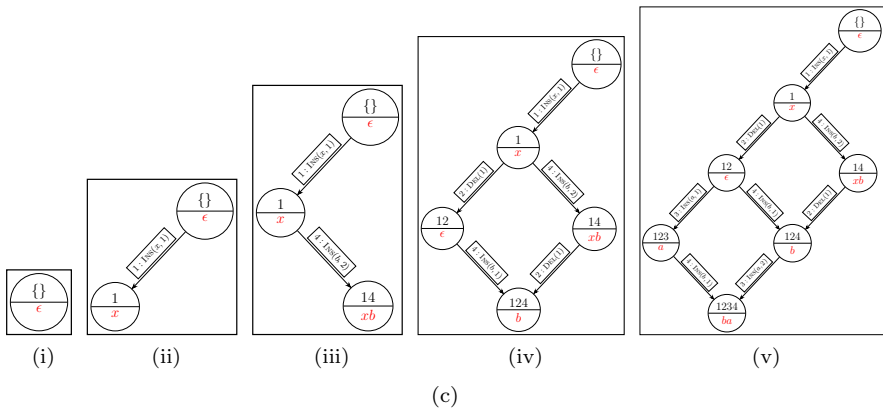 {}
ϵ
(i)
{}
ϵ
1 : INS(x, 1)
1
x
(ii)
{}
ϵ
1 : INS(x, 1)
1
x
4 : INS(b, 2)
14
xb
(iii)
{}
ϵ
1 : INS(x, 1)
1
x
2 : DEL(1)
4 : INS(b, 2)
12
ϵ
14
xb
4 : INS(b, 1)
2 : DEL(1)
124
b
(iv)
{}
ϵ
1 : INS(x, 1)
1
x
2 : DEL(1)
4 : INS(b, 2)
12
ϵ
14
xb
3 : INS(a, 1)
4 : INS(b, 1)
2 : DEL(1)
123
a
124
b
4 : INS(b, 1)
3 : INS(a, 2)
1234
ba
(v)
(c)